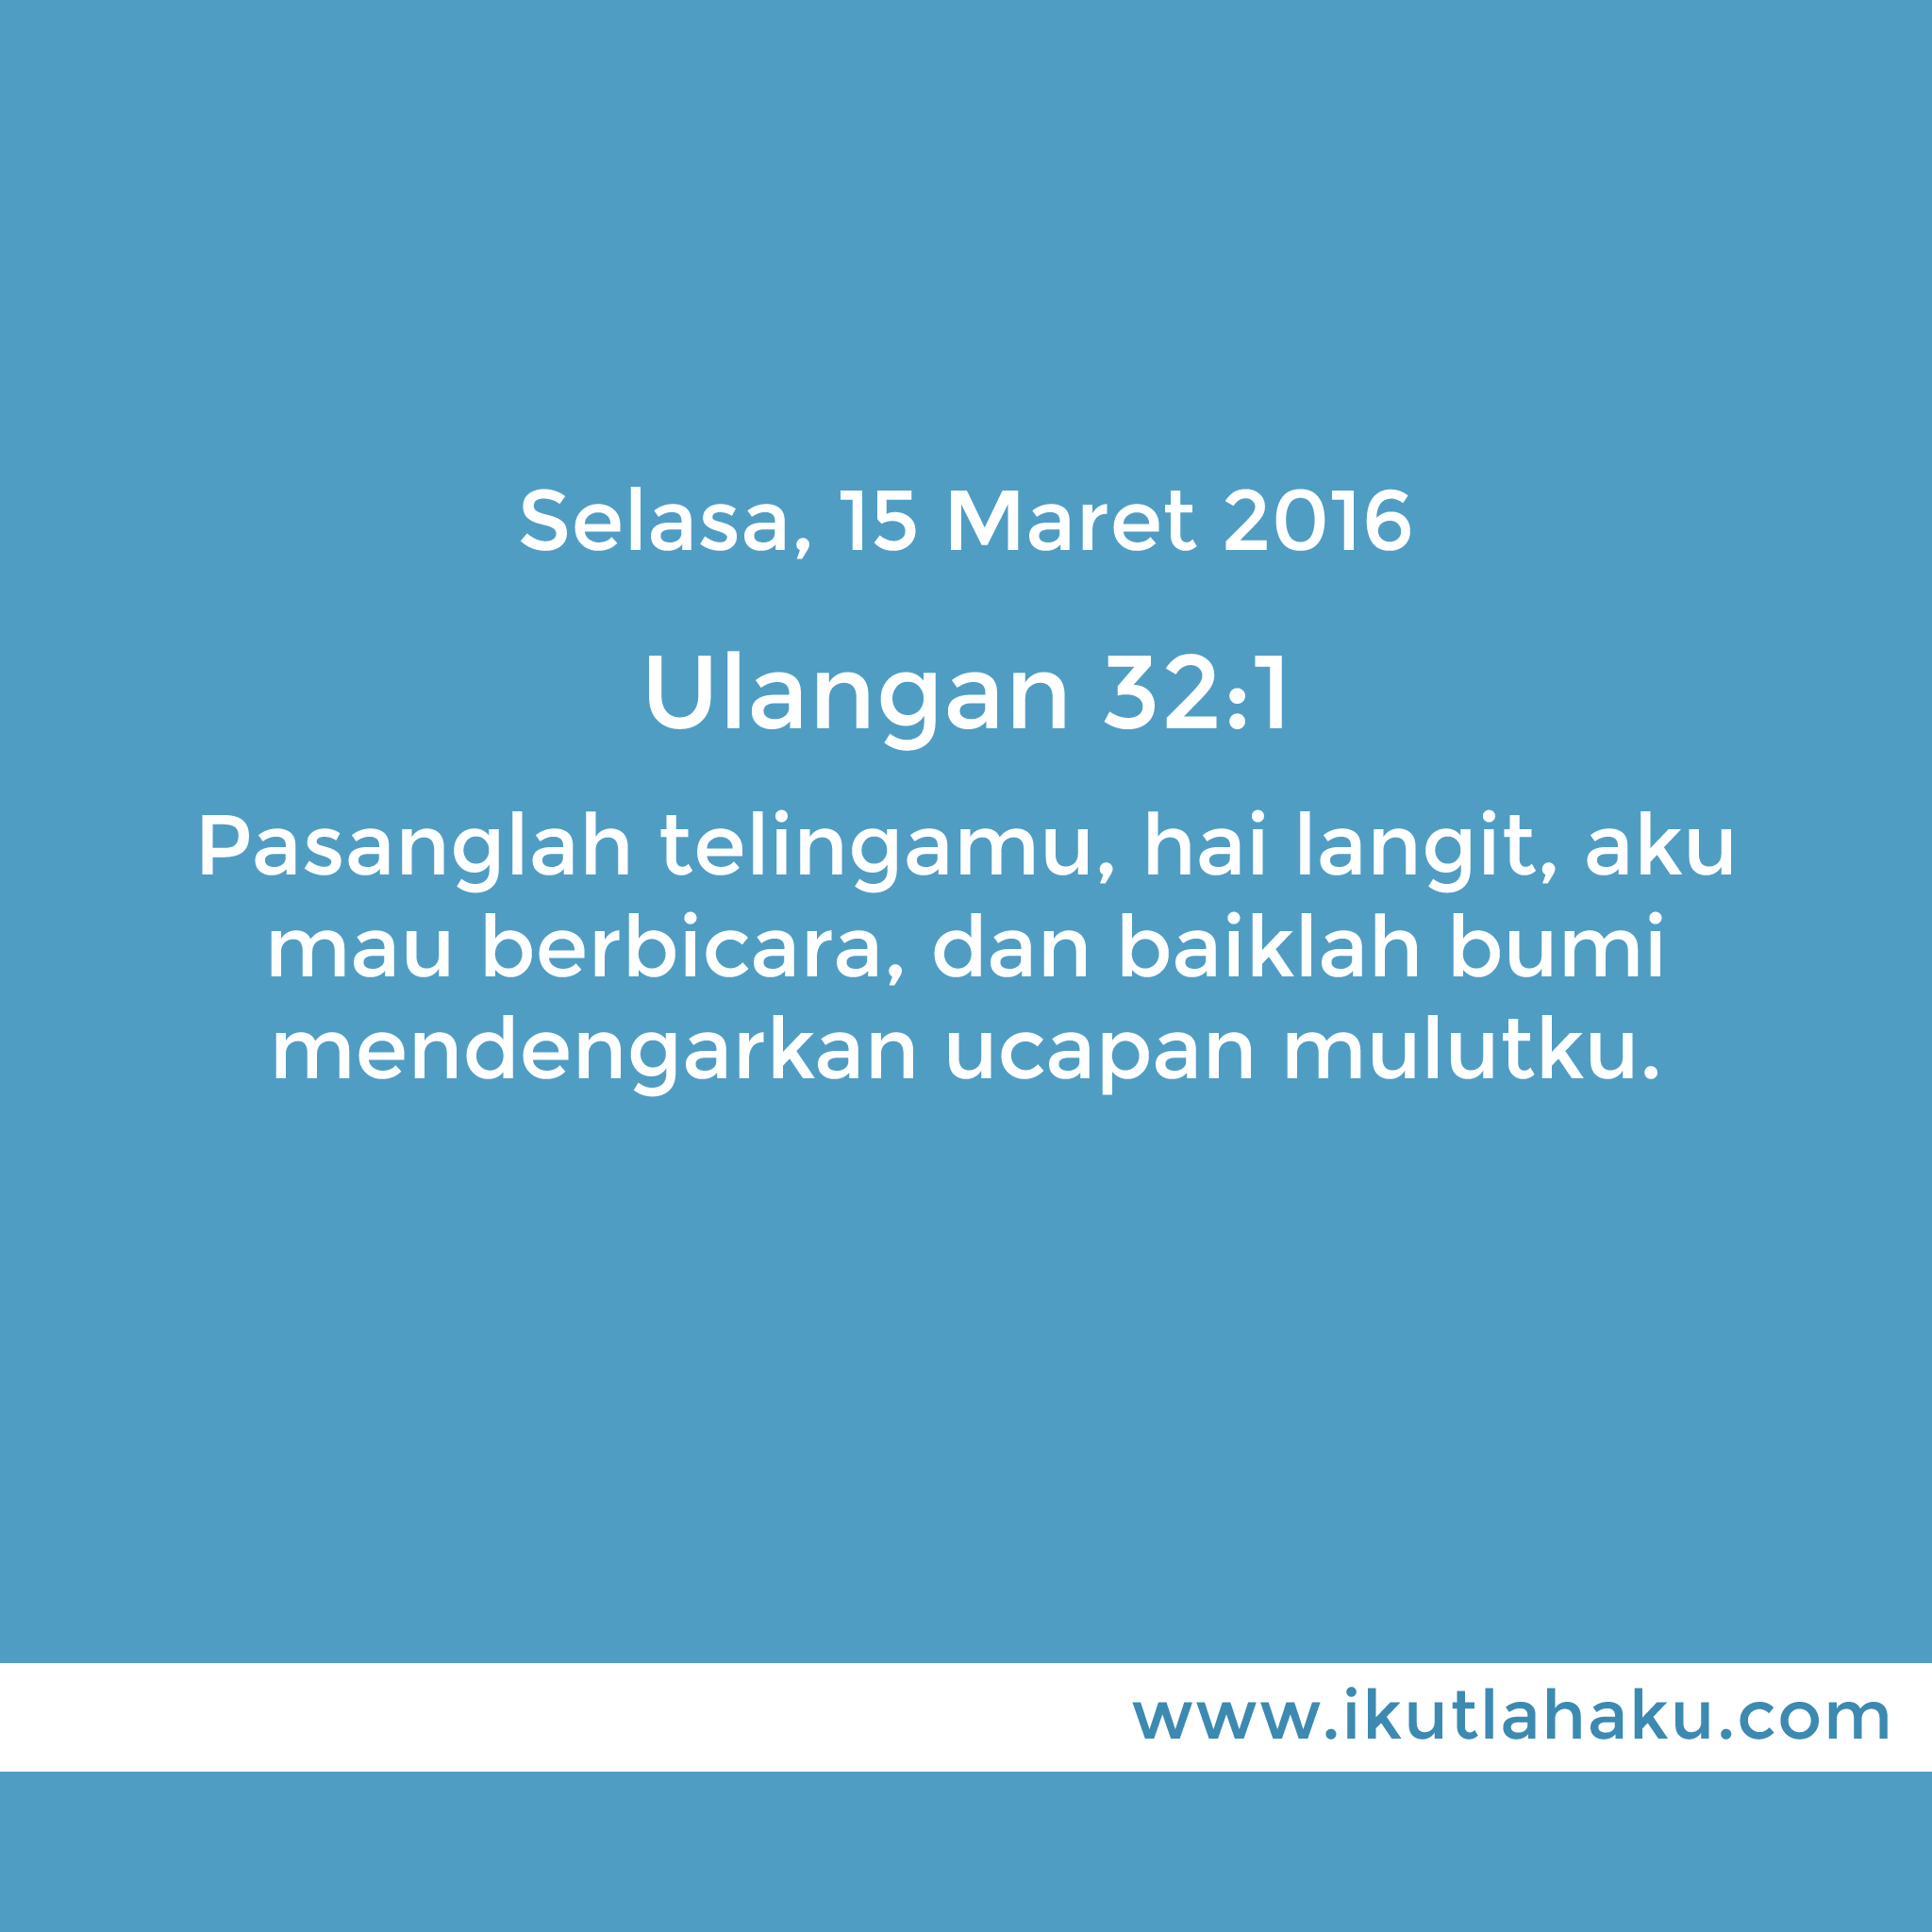 Selasa, 15 Maret 2016
Ulangan 32:1
Pasanglah telingamu, hai langit, aku
mau berbicara, dan baiklah bumi
mendengarkan ucapan mulutku.
www.ikutlahaku.com